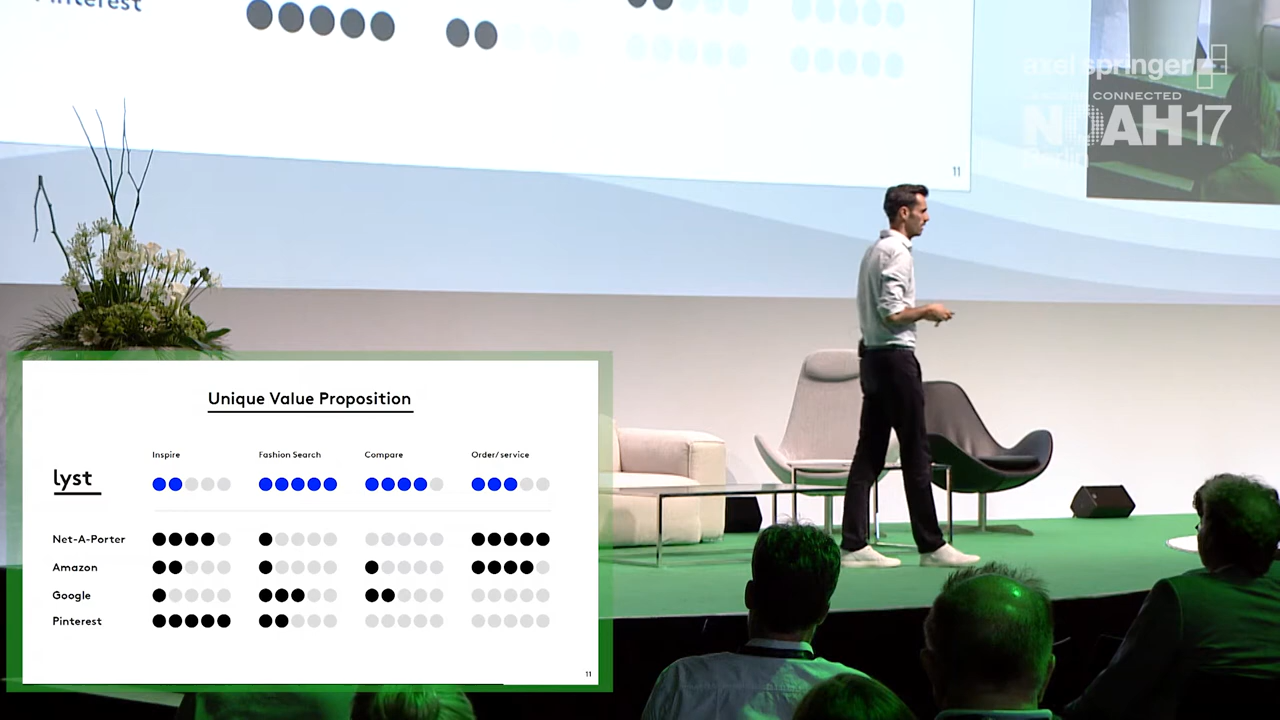 Pinterest
11
axel springer
CONNECTED
NOAH17
Unique Value Proposition
Inspire Fashion Search Compare Order/service
lyst
Net-A-Porter
Amazon
Google
Pinterest
11